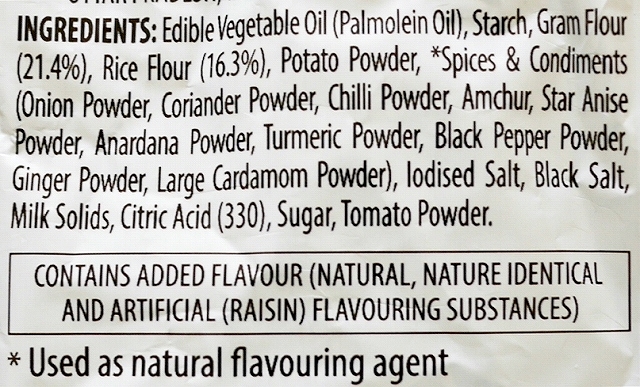 INGREDIENTS: Edible Vegetable Oil (Palmolein Oil), Starch, Gram Flour
(21.4%), Rice Flour (16.3%), Potato Powder, *Spices & Condiments
(Onion Powder, Coriander Powder, Chilli Powder, Amchur, Star Anise
Powder, Anardana Powder, Turmeric Powder, Black Pepper Powder,
Ginger Powder, Large Cardamom Powder), Iodised Salt, Black Salt,
Milk Solids, Citric Acid (330), Sugar, Tomato Powder.
CONTAINS ADDED FLAVOUR (NATURAL, NATURE IDENTICAL
AND ARTIFICIAL (RAISIN) FLAVOURING SUBSTANCES)
* Used as natural flavouring agent